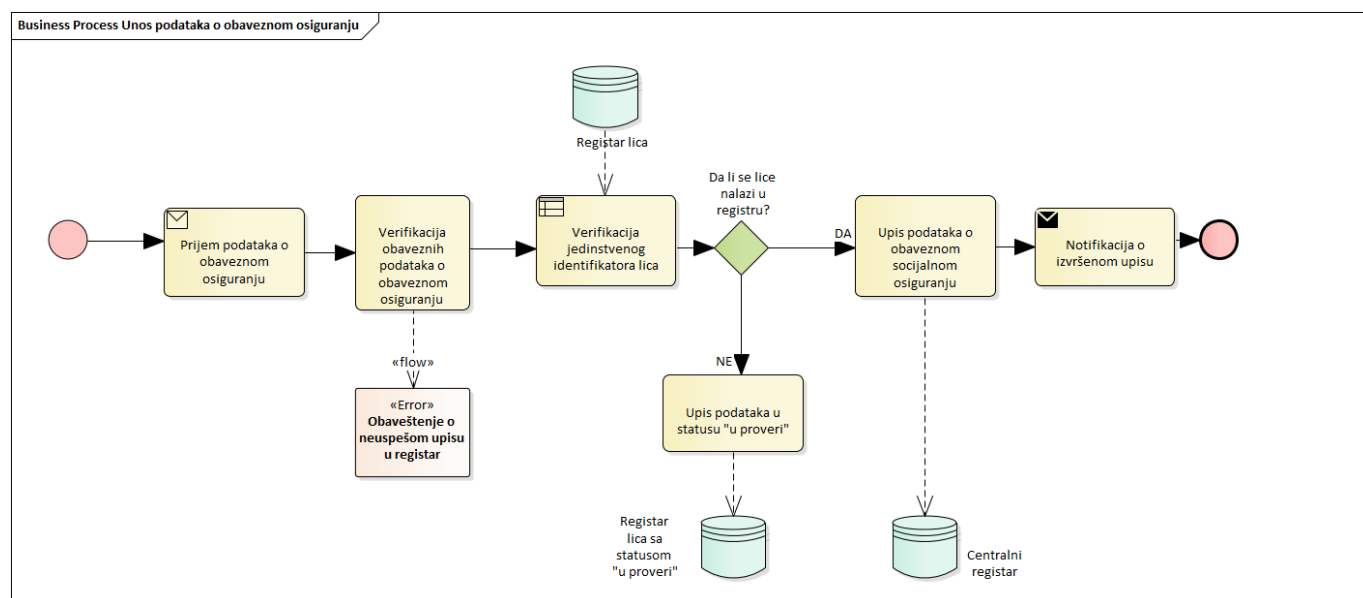 Business Process Unos podataka o obaveznom osiguranju
Registar lica
Prijem podataka o
obaveznom
osiguranju
Verifikacija
obaveznih
podataka o
obaveznom
osiguranju
Verifikacija
jedinstvenog
identifikatora lica
Da li se lice
nalazi u
registru?
DA
Upis podataka o
obaveznom
socijalnom
osiguranju
Notifikacija o
izvršenom upisu
«flow»
NE
«Error»
Obaveštenje o
neuspešom upisu
u registar
Upis podataka u
statusu "u proveri"
Registar
lica sa
statusom
"u proveri"
Centralni
registar